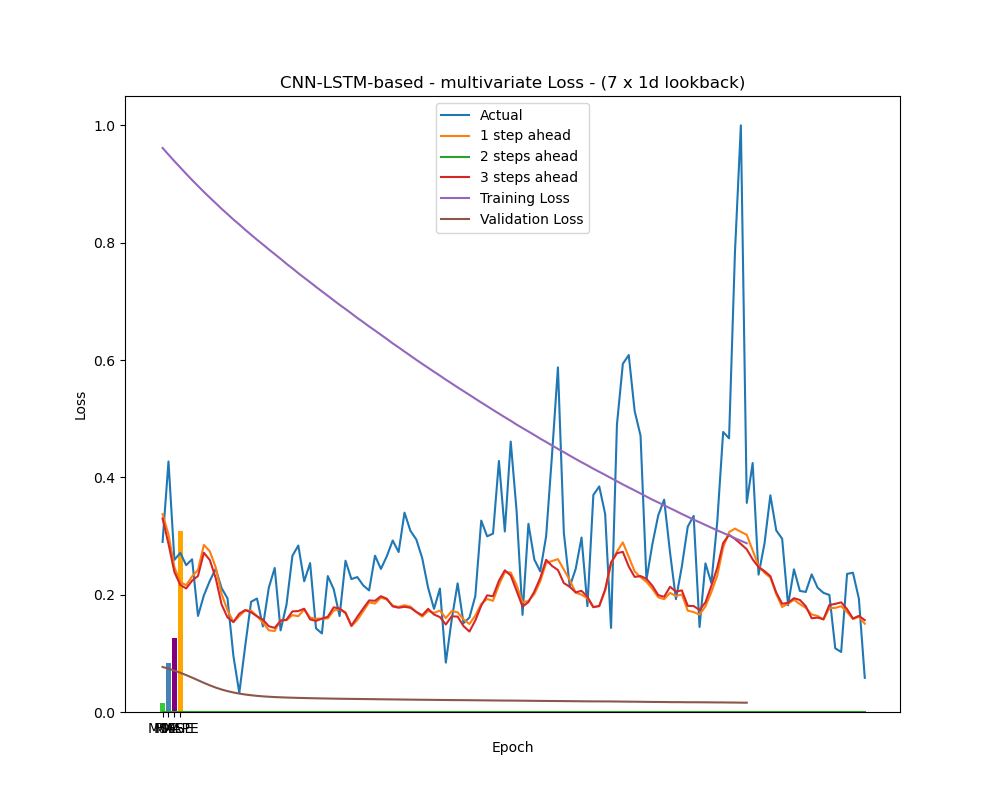 CNN-LSTM-based - multivariate Loss - (7 x 1d lookback)
Actual
1 step ahead
2 steps ahead
3 steps ahead
Training Loss
Validation Loss
1.0
0.8
0.6
0.4
0.2
0.0
Loss
Epoch